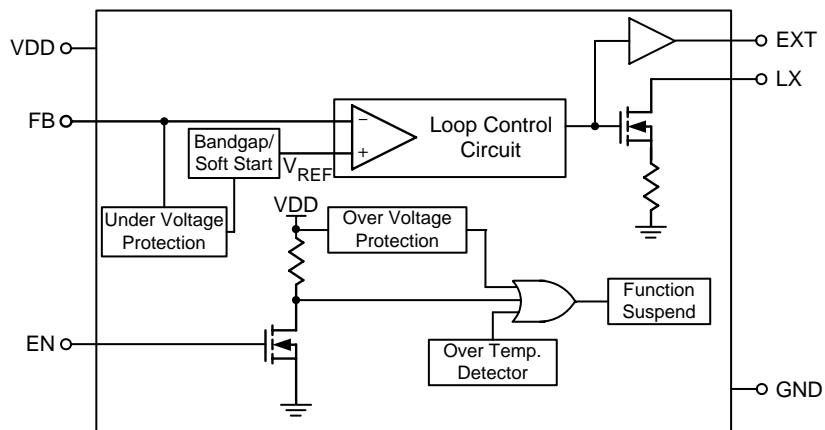 VDD
EXT
LX
FB
Bandgap/
Soft Start
−
+
VREF
Loop Control
Circuit
Under Voltage
Protection
VDD
Over Voltage
Protection
Function
Suspend
EN
Over Temp.
Detector
GND